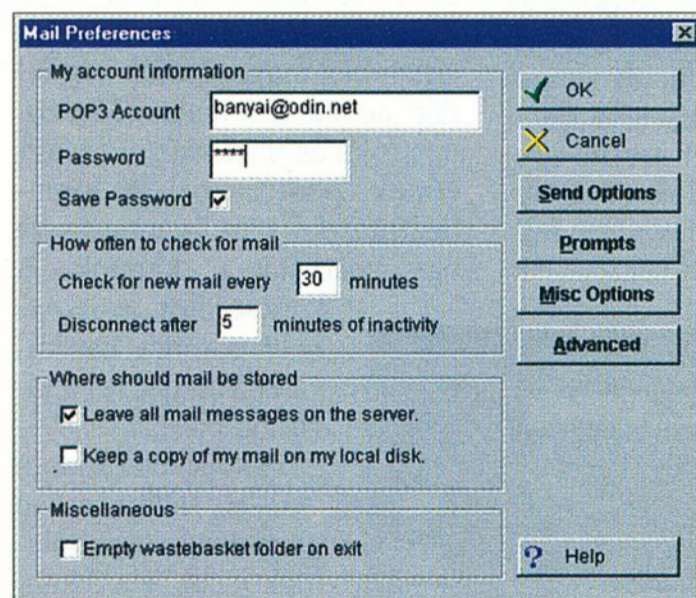 Mail Preferences
My account information
POP3 Account banyai@odin.net
Password ****
Save Password
How often to check for mail
Check for new mail every 30 minutes
Disconnect after 5 minutes of inactivity
Where should mail be stored
Leave all mail messages on the server.
Keep a copy of my mail on my local disk.
Miscellaneous
Empty wastebasket folder on exit
OK
Cancel
Send Options
Prompts
Misc Options
Advanced
? Help